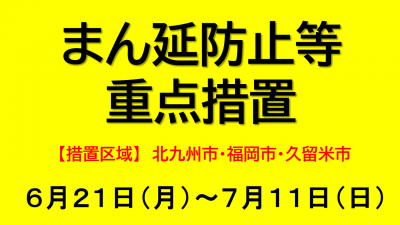 まん延防止等
重点措置
【措置区域】 北九州市･福岡市･久留米市
６月２１日（月）～７月１１日（日）